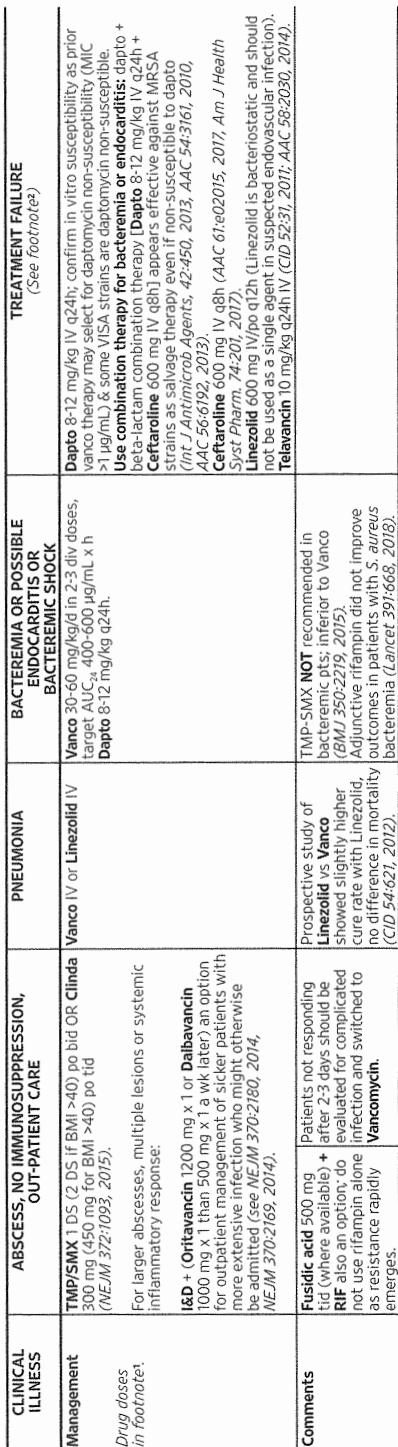 CLINICAL
ILLNESS
ABSCESS, NO IMMUNOSUPPRESSION,
OUT-PATIENT CARE
PNEUMONIA
BACTEREMIA OR POSSIBLE
ENDOCARDITIS OR
BACTEREMIC SHOCK
TREATMENT FAILURE
(See footnote²)
Management
Drug doses
in footnote¹.
TMP/SMX 1 DS (2 DS if BMI >40) po bid OR Clinda
300 mg (450 mg for BMI >40) po tid
(NEJM 372:1093, 2015).
For larger abscesses, multiple lesions or systemic
inflammatory response:
I&D + (Oritavancin 1200 mg x 1 or Dalbavancin
1000 mg x 1 than 500 mg x 1 a wk later) an option
for outpatient management of sicker patients with
more extensive infection who might otherwise
be admitted (see NEJM 370:2180, 2014,
NEJM 370:2169, 2014).
Vanco IV or Linezolid IV
Vanco 30-60 mg/kg/d in 2-3 div doses,
target AUC₂₄ 400-600 µg/mL x h
Dapto 8-12 mg/kg q24h.
Dapto 8-12 mg/kg IV q24h; confirm in vitro susceptibility as prior
vanco therapy may select for daptomycin non-susceptibility (MIC
>1 µg/mL) & some VISA strains are daptomycin non-susceptible.
Use combination therapy for bacteremia or endocarditis: dapto +
beta-lactam combination therapy [Dapto 8-12 mg/kg IV q24h +
Ceftaroline 600 mg IV q8h] appears effective against MRSA
strains as salvage therapy even if non-susceptible to dapto
(Int J Antimicrob Agents, 42:450, 2013, AAC 54:3161, 2010,
AAC 56:6192, 2013).
Ceftaroline 600 mg IV q8h (AAC 61:e02015, 2017, Am J Health
Syst Pharm. 74:201, 2017).
Linezolid 600 mg IV/po q12h (Linezolid is bacteriostatic and should
not be used as a single agent in suspected endovascular infection).
Telavancin 10 mg/kg q24h IV (CID 52:31, 2011; AAC 58:2030, 2014).
Comments
Fusidic acid 500 mg
tid (where available) +
RIF also an option; do
not use rifampin alone
as resistance rapidly
emerges.
Patients not responding
after 2-3 days should be
evaluated for complicated
infection and switched to
Vancomycin.
Prospective study of
Linezolid vs Vanco
showed slightly higher
cure rate with Linezolid,
no difference in mortality
(CID 54:621, 2012).
TMP-SMX NOT recommended in
bacteremic pts; inferior to Vanco
(BMJ 350:2219, 2015).
Adjunctive rifampin did not improve
outcomes in patients with S. aureus
bacteremia (Lancet 391:668, 2018).